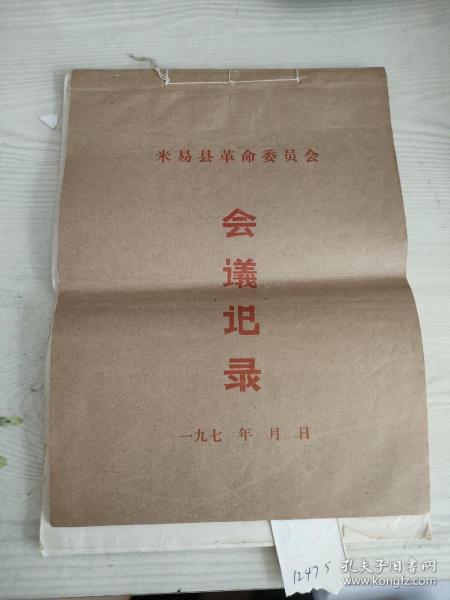 米易县革命委员会
会
议
记
录
一九七 年 月 日
12475
孔夫子旧书网
www.kongfz.com